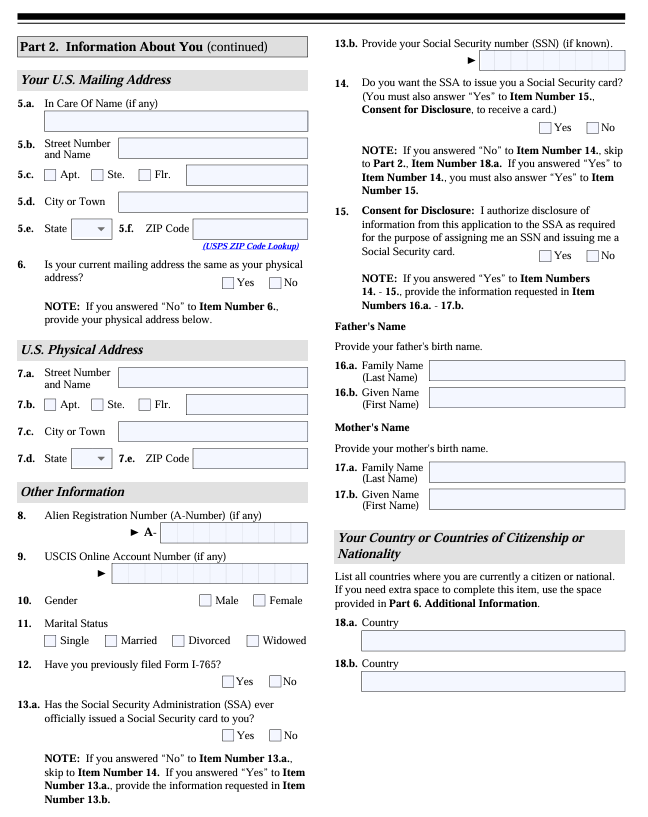 Part 2. Information About You (continued)
Your U.S. Mailing Address
5.a. In Care Of Name (if any)
5.b. Street Number
and Name
5.c. Apt. Ste. Flr.
5.d. City or Town
5.e. State 5.f. ZIP Code
(USPS ZIP Code Lookup)
6. Is your current mailing address the same as your physical
address?
Yes No
NOTE: If you answered "No" to Item Number 6.,
provide your physical address below.
U.S. Physical Address
7.a. Street Number
and Name
7.b. Apt. Ste. Flr.
7.c. City or Town
7.d. State 7.e. ZIP Code
Other Information
8. Alien Registration Number (A-Number) (if any)
► A-
9. USCIS Online Account Number (if any)
►
10. Gender Male Female
11. Marital Status
Single Married Divorced Widowed
12. Have you previously filed Form I-765?
Yes No
13.a. Has the Social Security Administration (SSA) ever
officially issued a Social Security card to you?
Yes No
NOTE: If you answered "No" to Item Number 13.a.,
skip to Item Number 14. If you answered "Yes" to Item
Number 13.a., provide the information requested in Item
Number 13.b.
13.b. Provide your Social Security number (SSN) (if known).
►
14. Do you want the SSA to issue you a Social Security card?
(You must also answer "Yes" to Item Number 15.,
Consent for Disclosure, to receive a card.)
Yes No
NOTE: If you answered "No" to Item Number 14., skip
to Part 2., Item Number 18.a. If you answered "Yes" to
Item Number 14., you must also answer "Yes" to Item
Number 15.
15. Consent for Disclosure: I authorize disclosure of
information from this application to the SSA as required
for the purpose of assigning me an SSN and issuing me a
Social Security card.
Yes No
NOTE: If you answered "Yes" to Item Numbers
14. - 15., provide the information requested in Item
Numbers 16.a. - 17.b.
Father's Name
Provide your father's birth name.
16.a. Family Name
(Last Name)
16.b. Given Name
(First Name)
Mother's Name
Provide your mother's birth name.
17.a. Family Name
(Last Name)
17.b. Given Name
(First Name)
Your Country or Countries of Citizenship or
Nationality
List all countries where you are currently a citizen or national.
If you need extra space to complete this item, use the space
provided in Part 6. Additional Information.
18.a. Country
18.b. Country